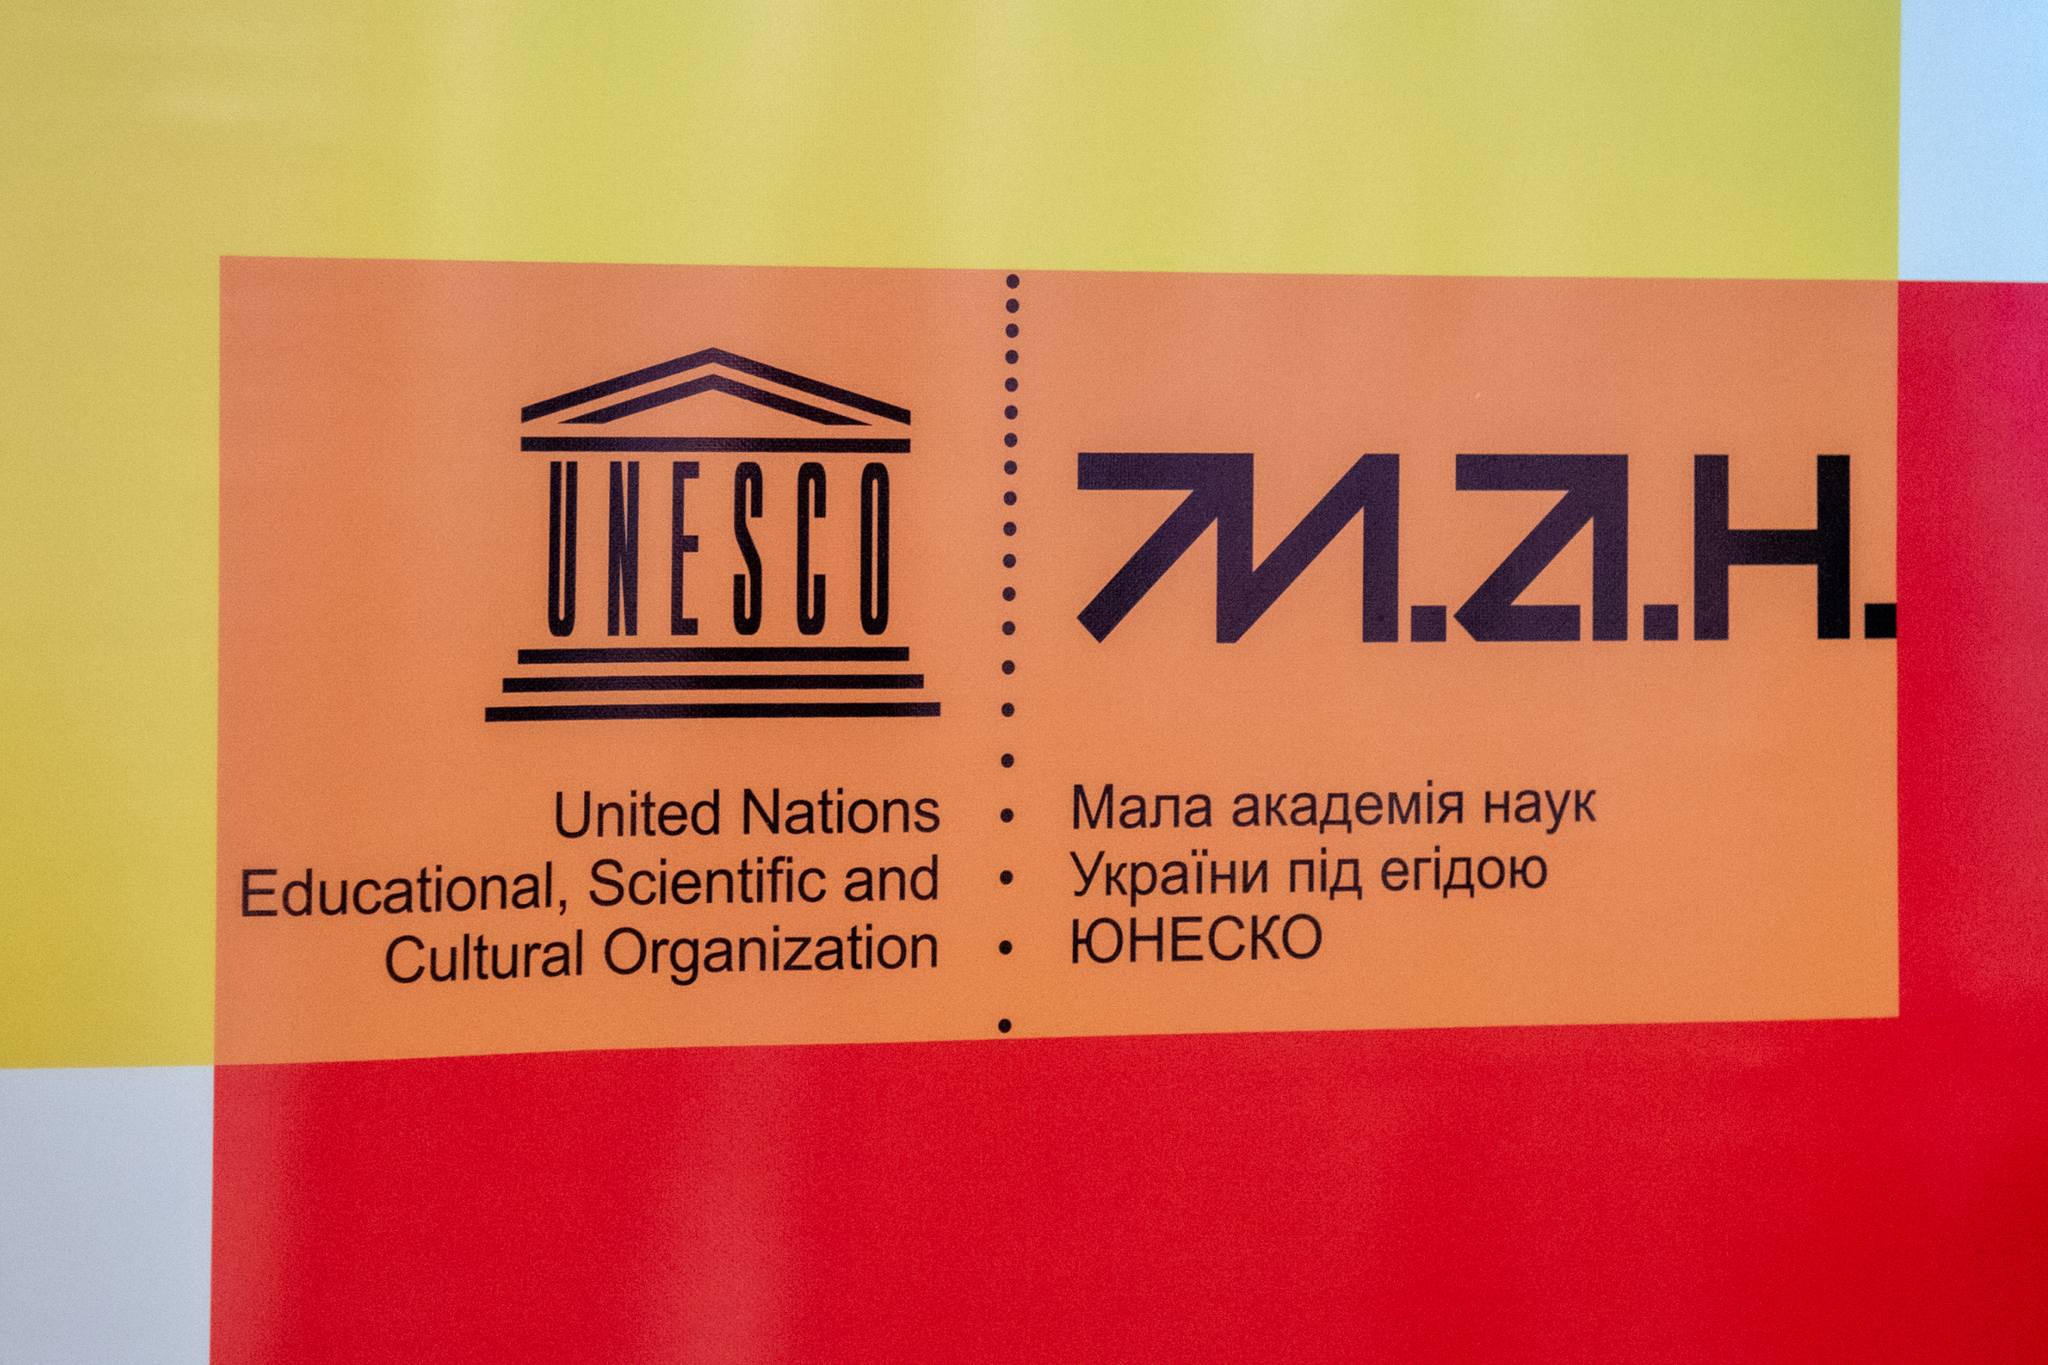 UNESCO
United Nations
Educational, Scientific and
Cultural Organization
М.А.Н.
Мала академія наук
України під егідою
ЮНЕСКО